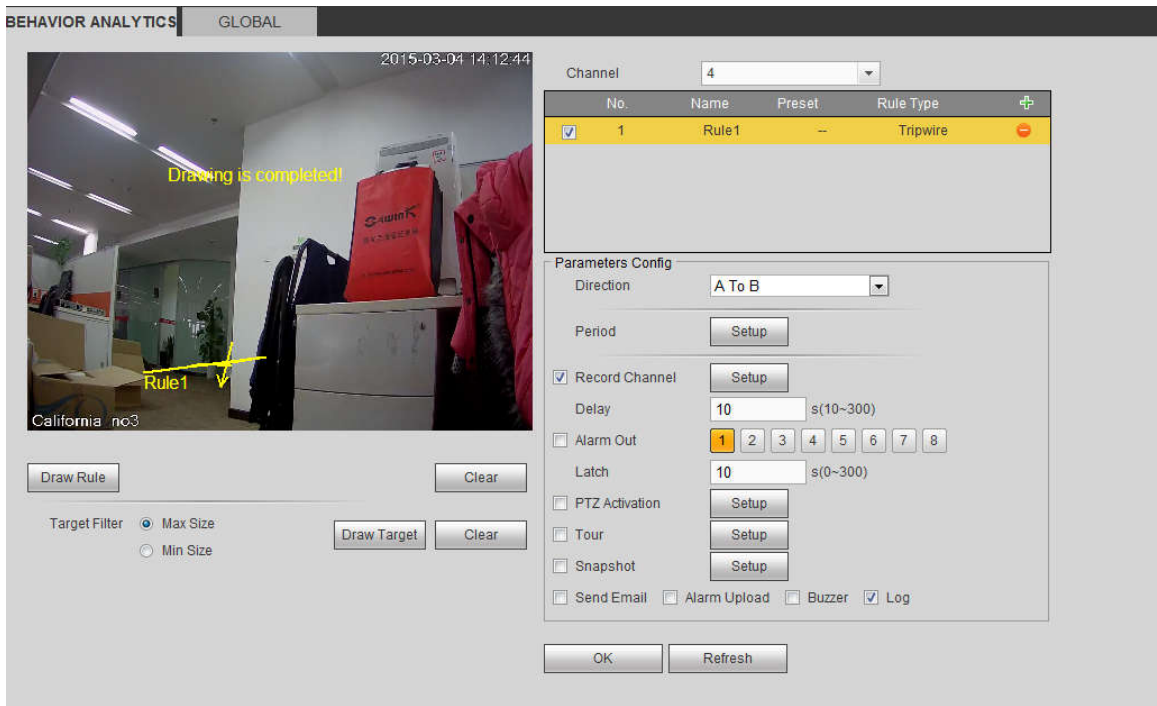 BEHAVIOR ANALYTICS
GLOBAL
2015-03-04 14:12:44
Drawing is completed!
Rule1
California no3
Draw Rule
Clear
Target Filter
Max Size
Draw Target
Clear
Min Size
Channel
4
No. Name Preset Rule Type
1 Rule1 -- Tripwire
Parameters Config
Direction
A To B
Period
Setup
Record Channel
Setup
Delay
10
s(10~300)
Alarm Out
1 2 3 4 5 6 7 8
Latch
10
s(0~300)
PTZ Activation
Setup
Tour
Setup
Snapshot
Setup
Send Email
Alarm Upload
Buzzer
Log
OK
Refresh